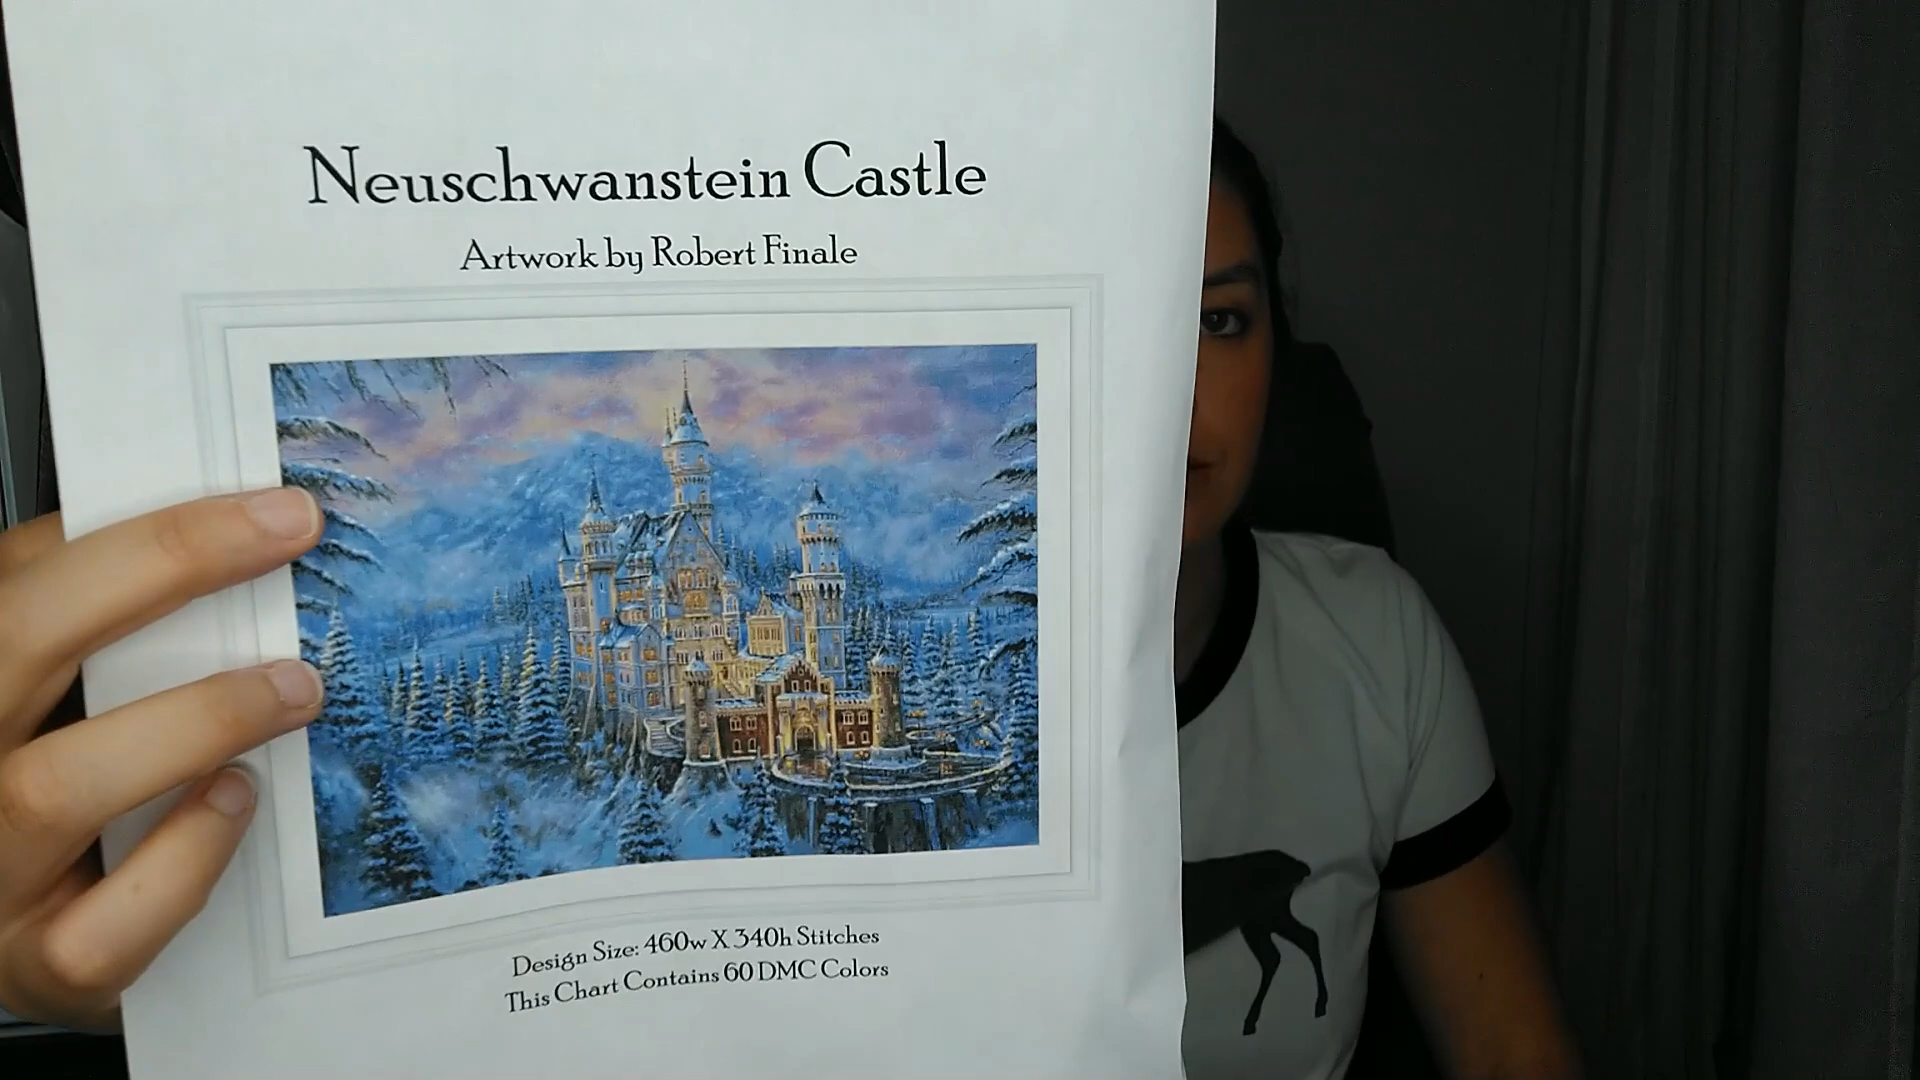 Neuschwanstein Castle
Artwork by Robert Finale
Design Size: 460w X 340h Stitches
This Chart Contains 60 DMC Colors